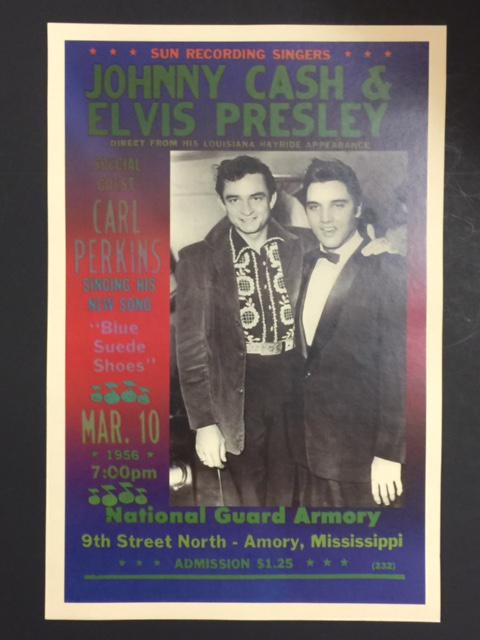 * * * SUN RECORDING SINGERS * * *
JOHNNY CASH &
ELVIS PRESLEY
DIRECT FROM HIS LOUISIANA HAYRIDE APPEARANCE
SPECIAL
GUEST
CARL
PERKINS
SINGING HIS
NEW SONG
"Blue
Suede
Shoes"
MAR. 10
* 1956 *
7:00pm
National Guard Armory
9th Street North - Amory, Mississippi
* * * ADMISSION $1.25 * * * (232)